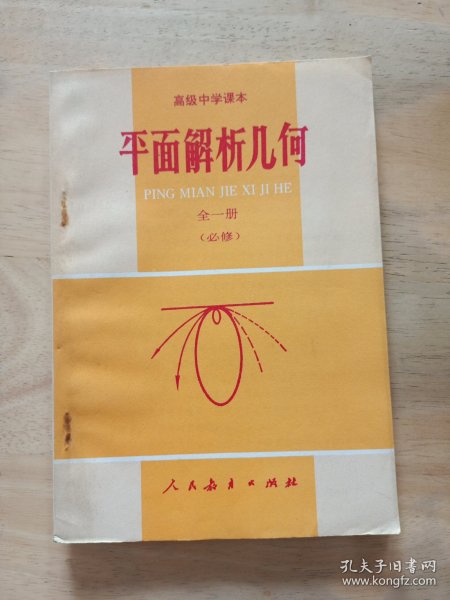 高级中学课本
平面解析几何
PING MIAN JIE XI JI HE
全一册
（必修）
人民教育出版社
孔夫子旧书网
www.kongfz.com